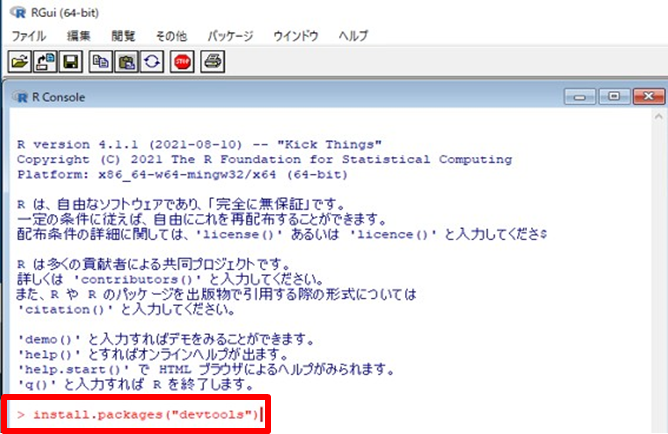 RGui (64-bit)
ファイル 編集 閲覧 その他 パッケージ ウインドウ ヘルプ
STOP
R Console
R version 4.1.1 (2021-08-10) -- "Kick Things"
Copyright (C) 2021 The R Foundation for Statistical Computing
Platform: x86_64-w64-mingw32/x64 (64-bit)
R は、自由なソフトウェアであり、「完全に無保証」です。
一定の条件に従えば、自由にこれを再配布することができます。
配布条件の詳細に関しては、'license()' あるいは 'licence()' と入力してくださ$
R は多くの貢献者による共同プロジェクトです。
詳しくは 'contributors()' と入力してください。
また、R や R のパッケージを出版物で引用する際の形式については
'citation()' と入力してください。
'demo()' と入力すればデモをみることができます。
'help()' とすればオンラインヘルプが出ます。
'help.start()' で HTML ブラウザによるヘルプがみられます。
'q()' と入力すれば R を終了します。
> install.packages("devtools")